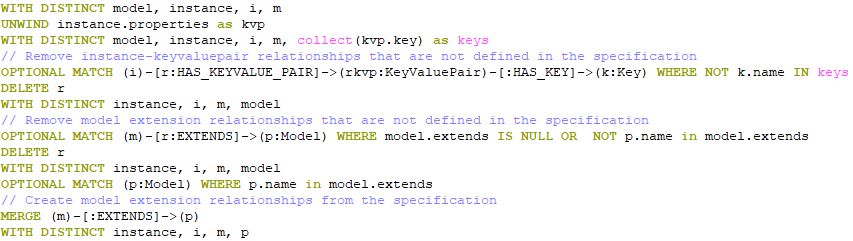 WITH DISTINCT model, instance, i, m
UNWIND instance.properties as kvp
WITH DISTINCT model, instance, i, m, collect(kvp.key) as keys
// Remove instance-keyvaluepair relationships that are not defined in the specification
OPTIONAL MATCH (i)-[r:HAS_KEYVALUE_PAIR]->(rkvp:KeyValuePair)-[:HAS_KEY]->(k:Key) WHERE NOT k.name IN keys
DELETE r
WITH DISTINCT instance, i, m, model
// Remove model extension relationships that are not defined in the specification
OPTIONAL MATCH (m)-[r:EXTENDS]->(p:Model) WHERE model.extends IS NULL OR  NOT p.name in model.extends
DELETE r
WITH DISTINCT instance, i, m, model
OPTIONAL MATCH (p:Model) WHERE p.name in model.extends
// Create model extension relationships from the specification
MERGE (m)-[:EXTENDS]->(p)
WITH DISTINCT instance, i, m, p